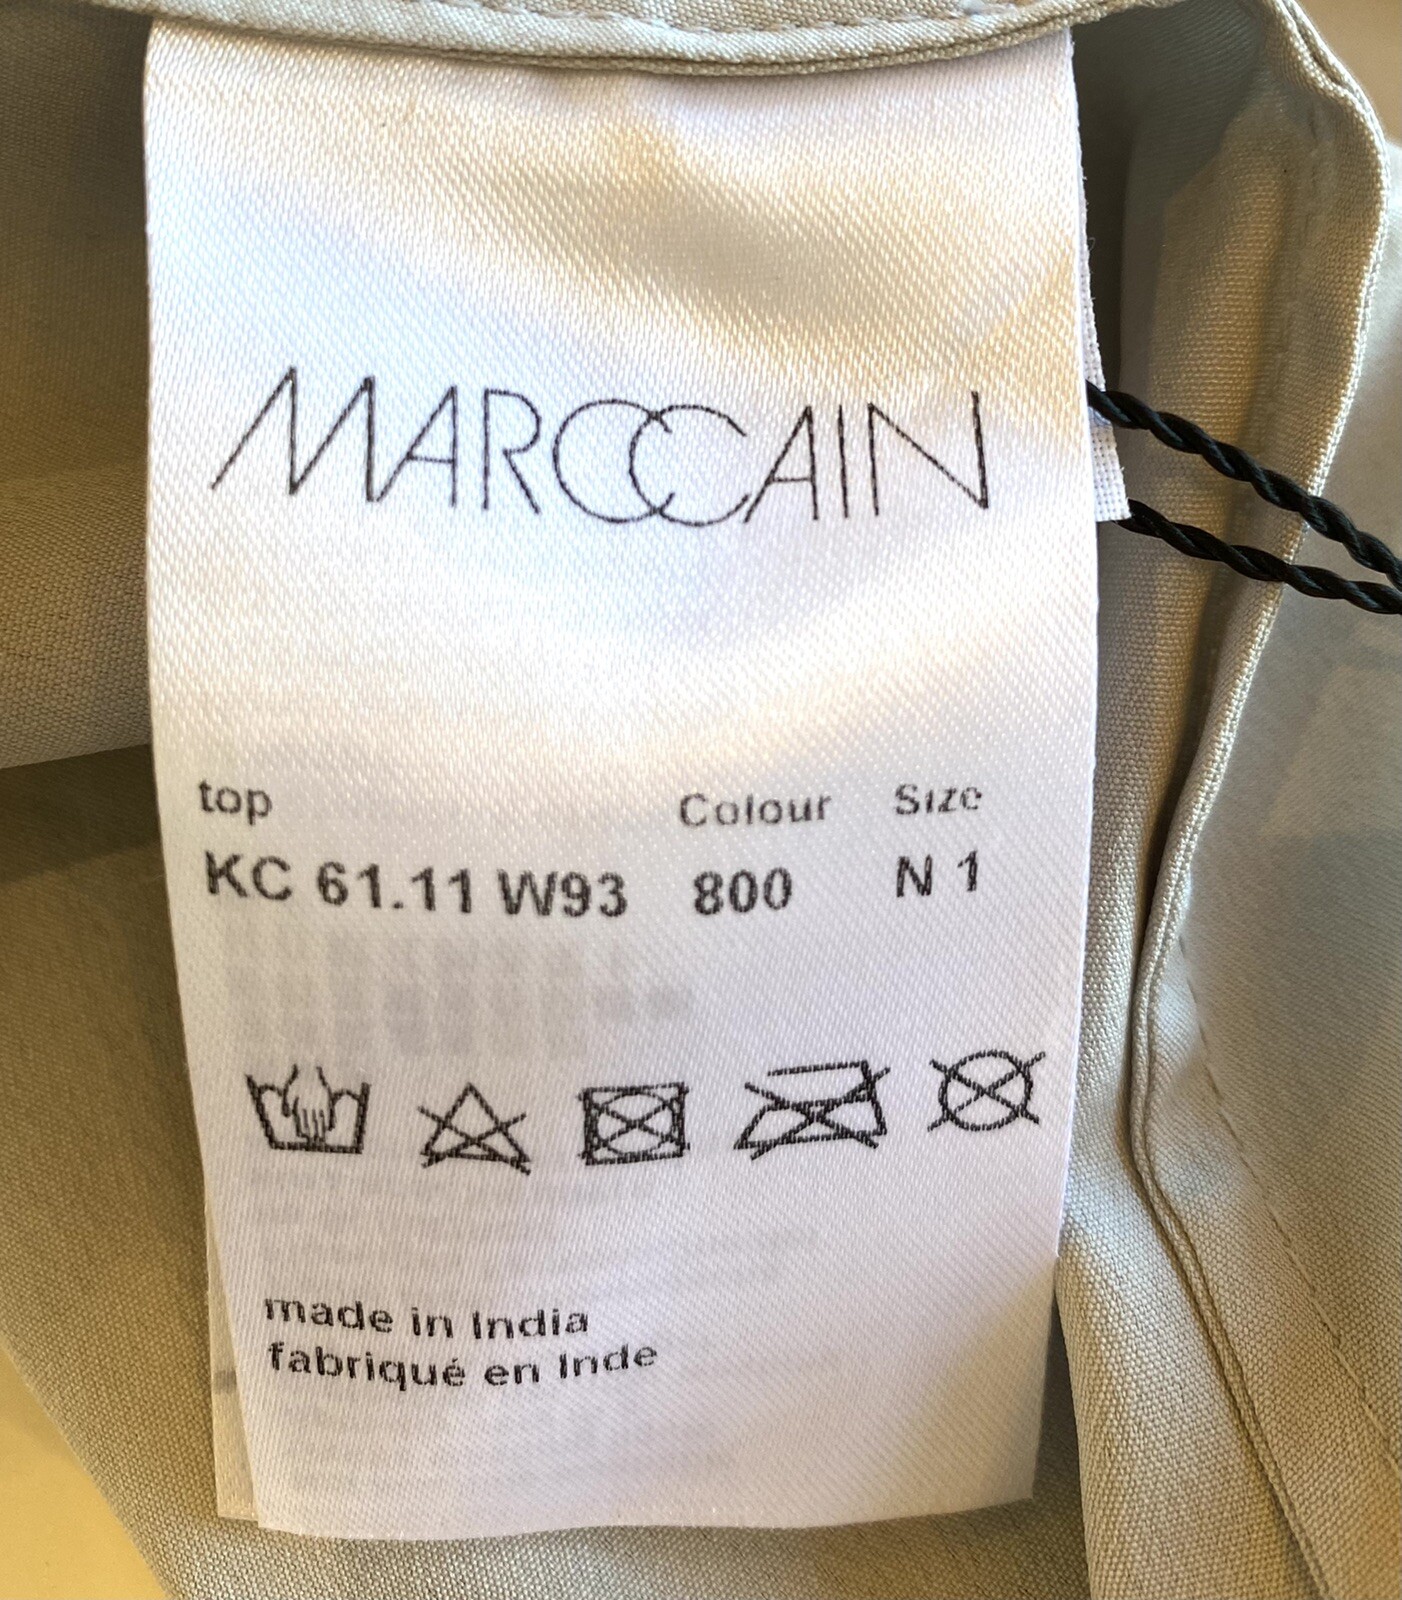 MARCCAIN
top Colour Size
KC 61.11 W93 800 N 1
made in India
fabriqué en Inde